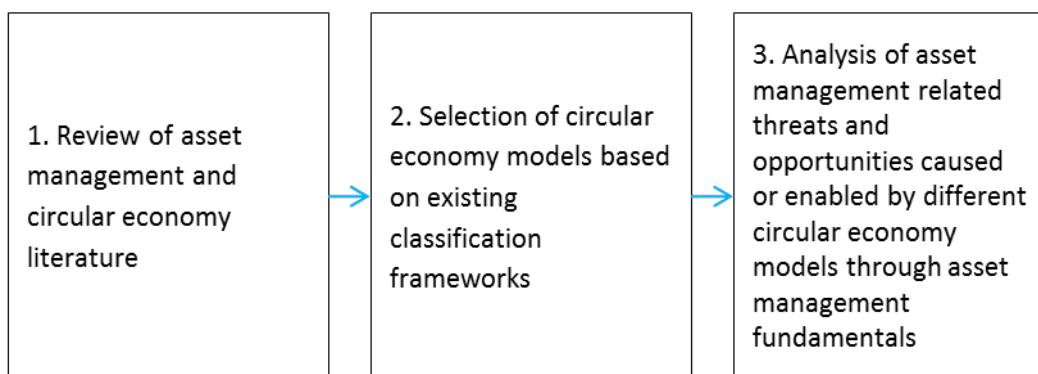 1. Review of asset
management and
circular economy
literature
2. Selection of circular
economy models based
on existing
classification
frameworks
3. Analysis of asset
management related
threats and
opportunities caused
or enabled by different
circular economy
models through asset
management
fundamentals